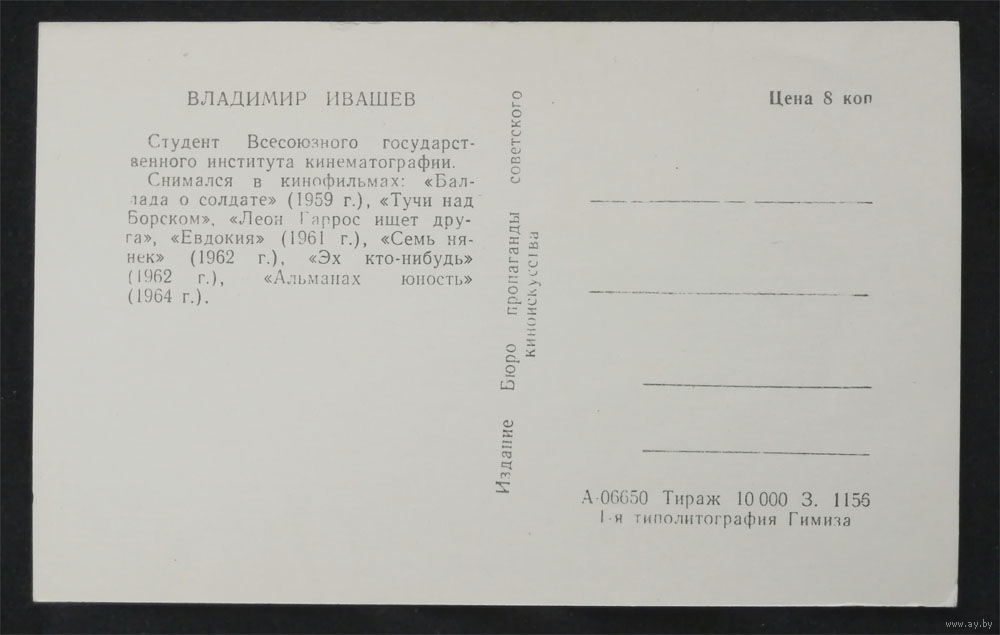 ВЛАДИМИР ИВАШЕВ
Студент Всесоюзного государст-
венного института кинематографии.
Снимался в кинофильмах: «Бал-
лада о солдате» (1959 г.), «Тучи над
Борском», «Леон Гаррос ищет дру-
га», «Евдокия» (1961 г.), «Семь ня-
нек» (1962 г.), «Эх кто-нибудь»
(1962 г.), «Альманах юность»
(1964 г.).
Издание Бюро пропаганды советского
киноискусства
Цена 8 коп
А-06650 Тираж 10 000 З. 1156
1-я типолитография Гимиза
www.ay.by